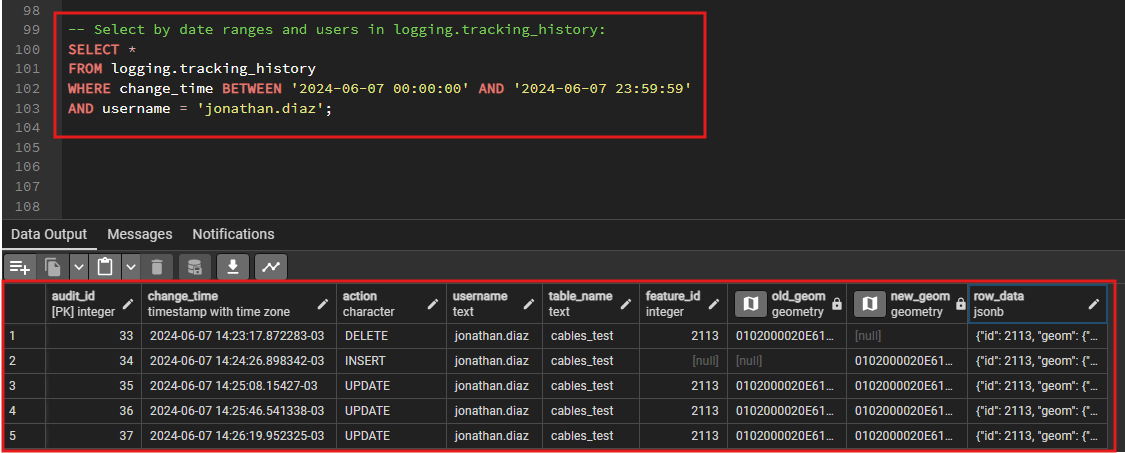 98
99 -- Select by date ranges and users in logging.tracking_history:
100 SELECT *
101 FROM logging.tracking_history
102 WHERE change_time BETWEEN '2024-06-07 00:00:00' AND '2024-06-07 23:59:59'
103 AND username = 'jonathan.diaz';
104
105
106
107
108
Data Output Messages Notifications
audit_id change_time action username table_name feature_id old_geom new_geom row_data
[PK] integer timestamp with time zone character text text integer geometry geometry jsonb
1 33 2024-06-07 14:23:17.872283-03 DELETE jonathan.diaz cables_test 2113 0102000020E61... [null] {"id": 2113, "geom": {"...
2 34 2024-06-07 14:24:26.898342-03 INSERT jonathan.diaz cables_test [null] [null] 0102000020E61... {"id": 2113, "geom": {"...
3 35 2024-06-07 14:25:08.15427-03 UPDATE jonathan.diaz cables_test 2113 0102000020E61... 0102000020E61... {"id": 2113, "geom": {"...
4 36 2024-06-07 14:25:46.541338-03 UPDATE jonathan.diaz cables_test 2113 0102000020E61... 0102000020E61... {"id": 2113, "geom": {"...
5 37 2024-06-07 14:26:19.952325-03 UPDATE jonathan.diaz cables_test 2113 0102000020E61... 0102000020E61... {"id": 2113, "geom": {"...